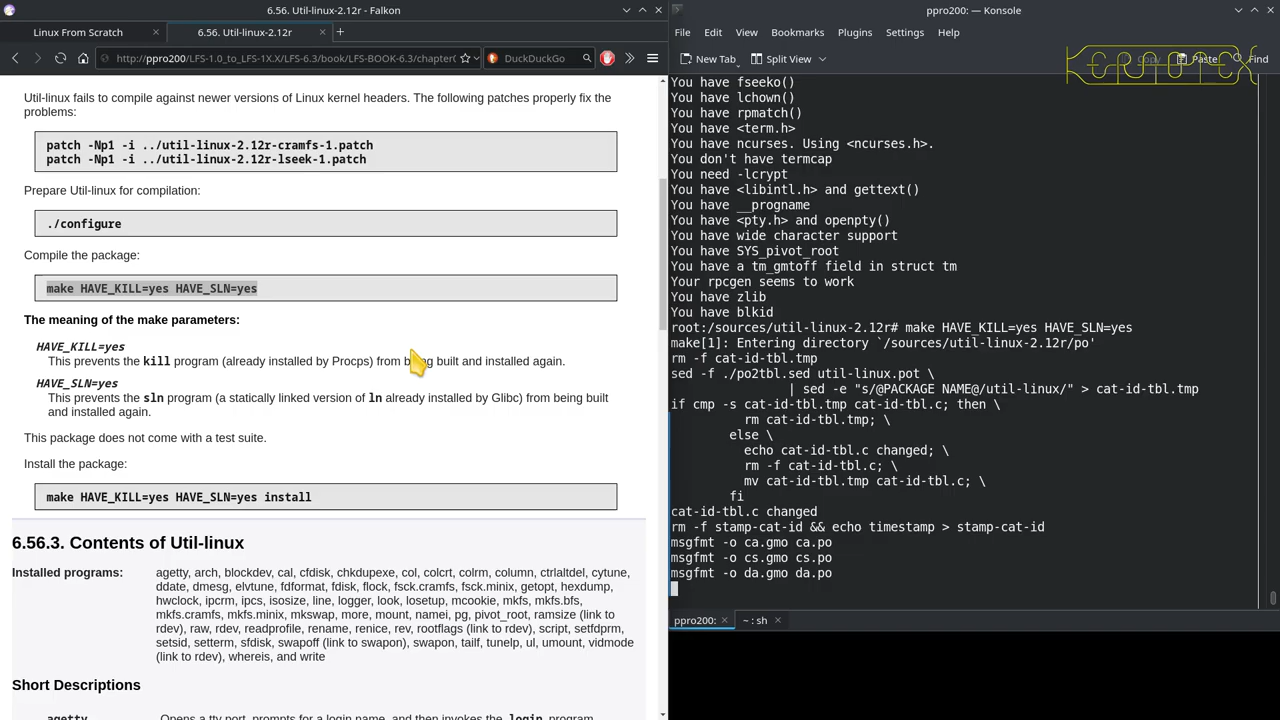 6.56. Util-linux-2.12r - Falkon
Linux From Scratch
6.56. Util-linux-2.12r
http://ppro200/LFS-1.0_to_LFS-1X.X/LFS-6.3/book/LFS-BOOK-6.3/chapter0
DuckDuckGo
Util-linux fails to compile against newer versions of Linux kernel headers. The following patches properly fix the
problems:
patch -Np1 -i ../util-linux-2.12r-cramfs-1.patch
patch -Np1 -i ../util-linux-2.12r-lseek-1.patch
Prepare Util-linux for compilation:
./configure
Compile the package:
make HAVE_KILL=yes HAVE_SLN=yes
The meaning of the make parameters:
HAVE_KILL=yes
This prevents the kill program (already installed by Procps) from being built and installed again.
HAVE_SLN=yes
This prevents the sln program (a statically linked version of ln already installed by Glibc) from being built
and installed again.
This package does not come with a test suite.
Install the package:
make HAVE_KILL=yes HAVE_SLN=yes install
6.56.3. Contents of Util-linux
Installed programs: agetty, arch, blockdev, cal, cfdisk, chkdupexe, col, colcrt, colrm, column, ctrlaltdel, cytune,
ddate, dmesg, elvtune, fdformat, fdisk, flock, fsck.cramfs, fsck.minix, getopt, hexdump,
hwclock, ipcrm, ipcs, isosize, line, logger, look, losetup, mcookie, mkfs, mkfs.bfs,
mkfs.cramfs, mkfs.minix, mkswap, more, mount, namei, pg, pivot_root, ramsize (link to
rdev), raw, rdev, readprofile, rename, renice, rev, rootflags (link to rdev), script, setfdprm,
setsid, setterm, sfdisk, swapoff (link to swapon), swapon, tailf, tunelp, ul, umount, vidmode
(link to rdev), whereis, and write
Short Descriptions
agetty Opens a tty port, prompts for a login name, and then invokes the login program
ppro200: — Konsole
File Edit View Bookmarks Plugins Settings Help
New Tab Split View Copy Paste Find
You have fseeko()
You have lchown()
You have rpmatch()
You have <term.h>
You have ncurses. Using <ncurses.h>.
You don't have termcap
You need -lcrypt
You have <libintl.h> and gettext()
You have __progname
You have <pty.h> and openpty()
You have wide character support
You have SYS_pivot_root
You have a tm_gmtoff field in struct tm
Your rpcgen seems to work
You have zlib
You have blkid
root:/sources/util-linux-2.12r# make HAVE_KILL=yes HAVE_SLN=yes
make[1]: Entering directory `/sources/util-linux-2.12r/po'
rm -f cat-id-tbl.tmp
sed -f ./po2tbl.sed util-linux.pot \
| sed -e "s/@PACKAGE NAME@/util-linux/" > cat-id-tbl.tmp
if cmp -s cat-id-tbl.tmp cat-id-tbl.c; then \
rm cat-id-tbl.tmp; \
else \
echo cat-id-tbl.c changed; \
rm -f cat-id-tbl.c; \
mv cat-id-tbl.tmp cat-id-tbl.c; \
fi
cat-id-tbl.c changed
rm -f stamp-cat-id && echo timestamp > stamp-cat-id
msgfmt -o ca.gmo ca.po
msgfmt -o cs.gmo cs.po
msgfmt -o da.gmo da.po
ppro200:
~ : sh